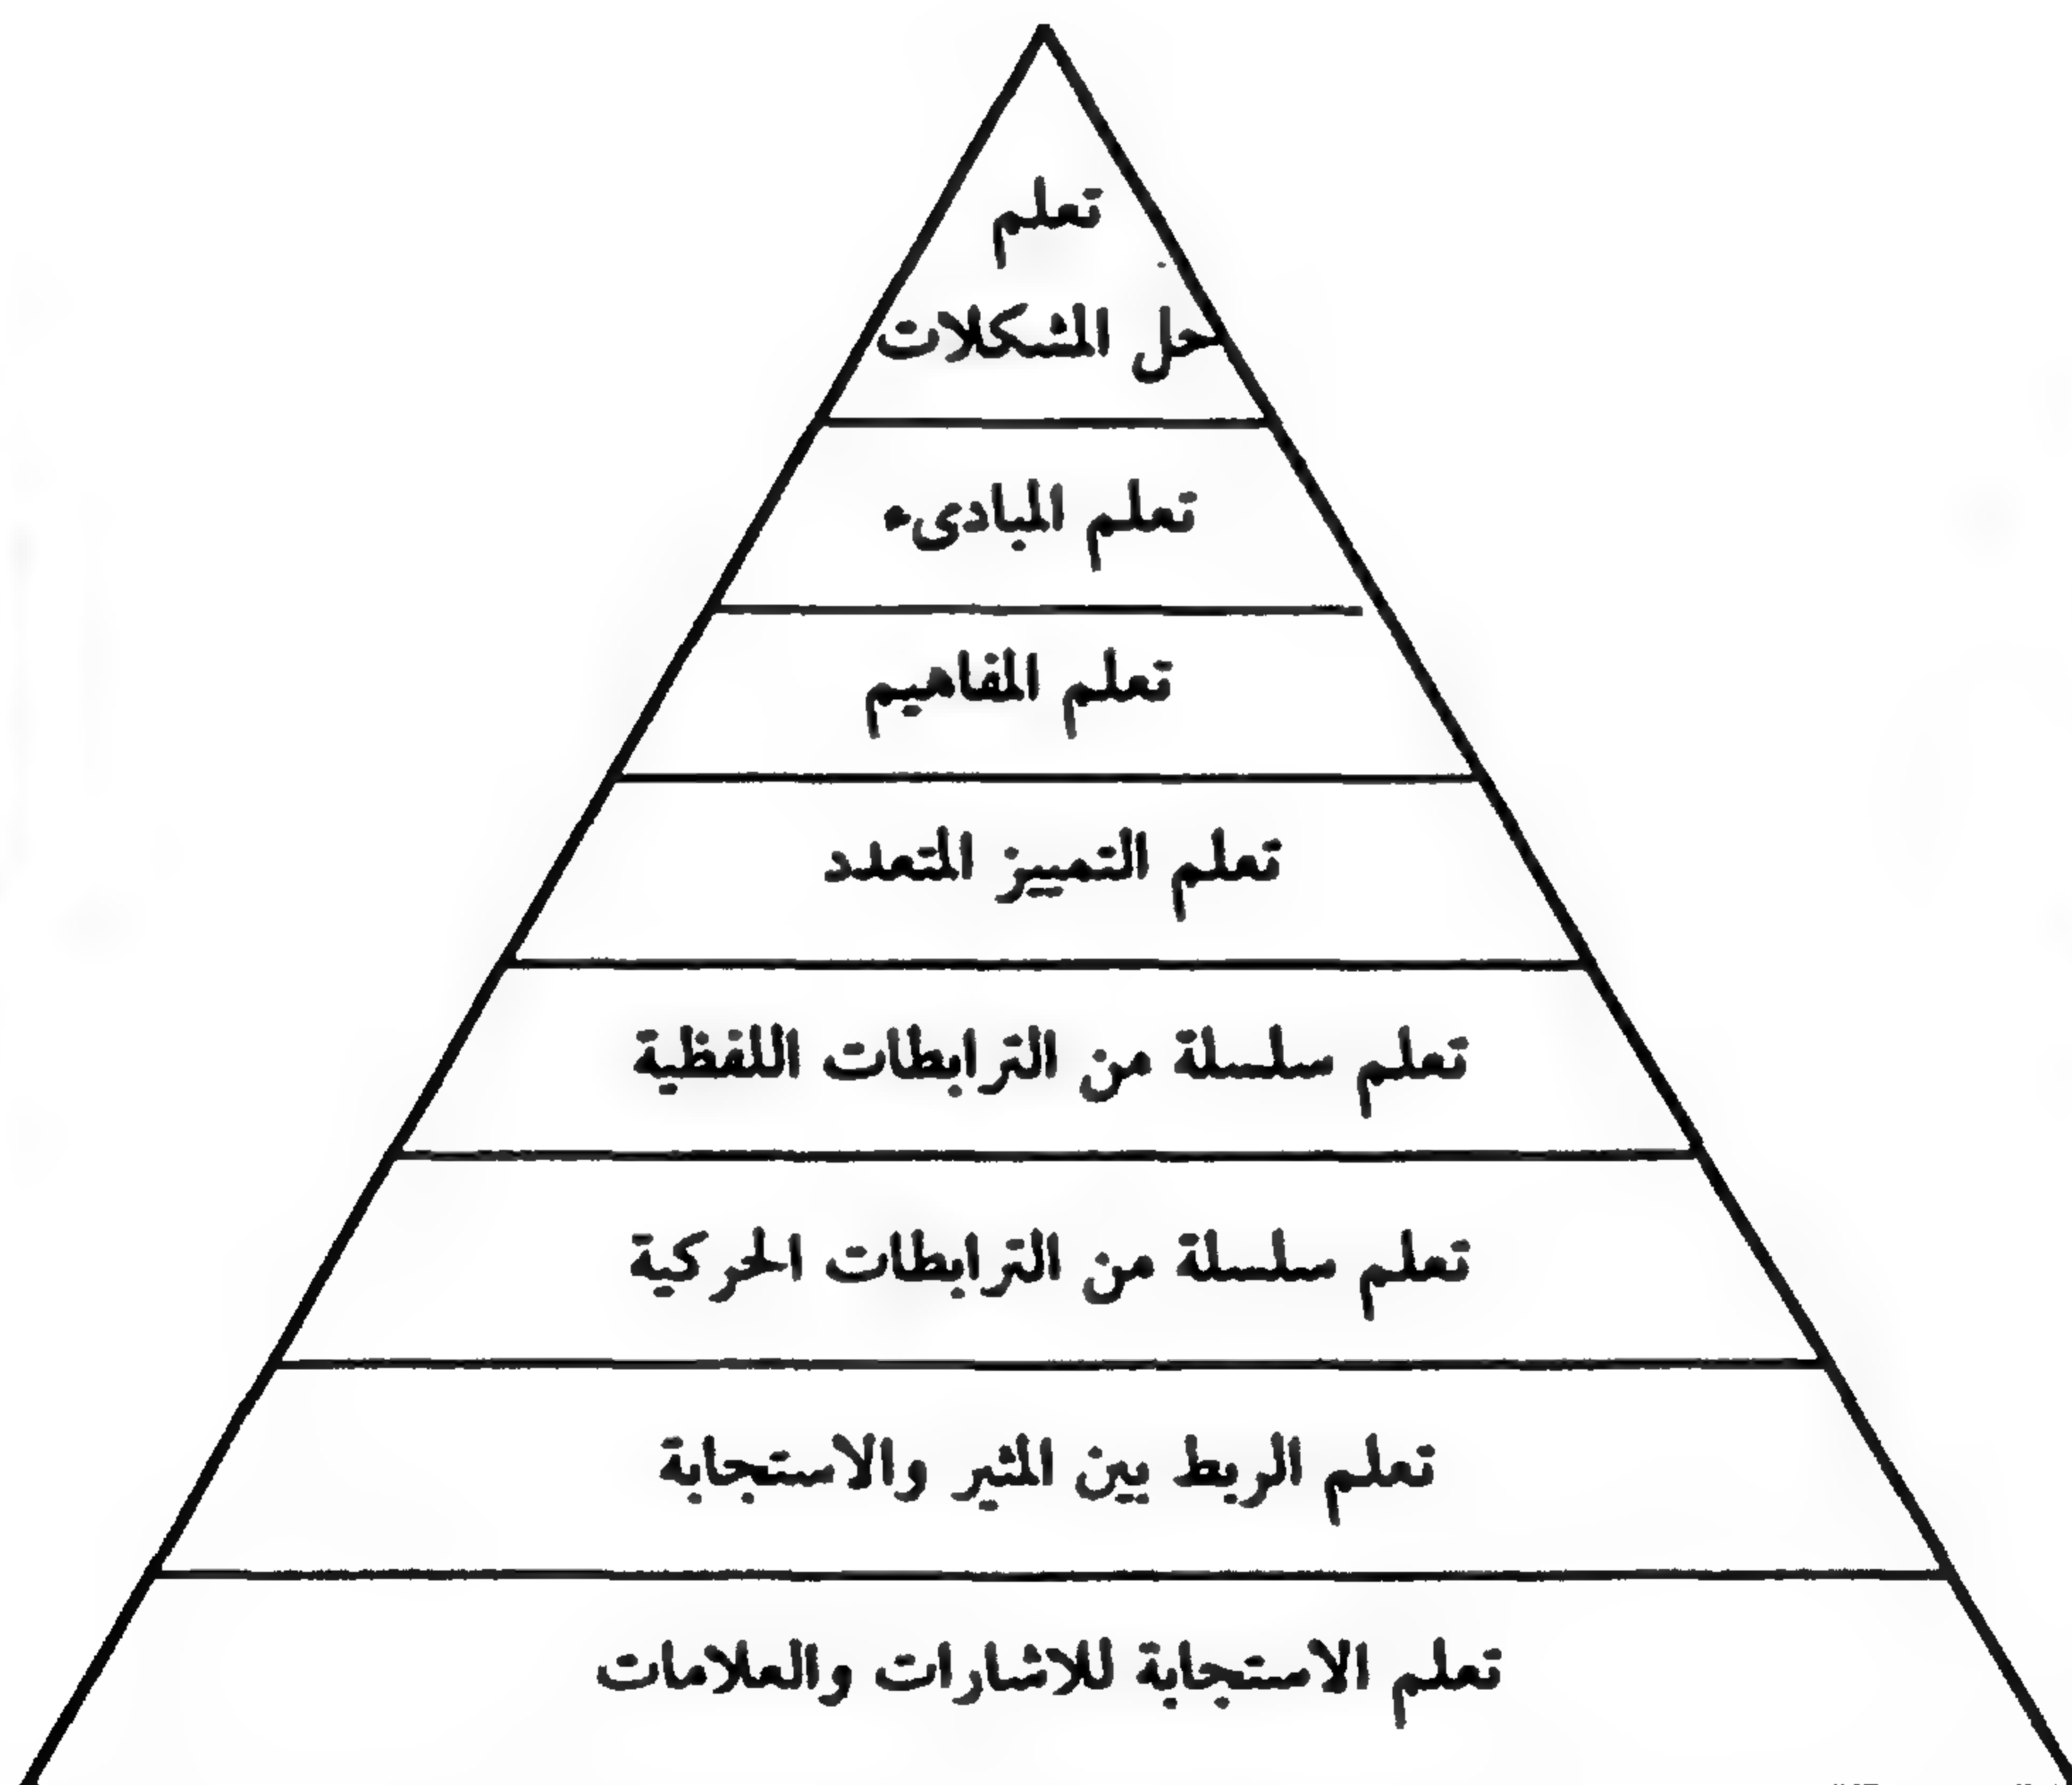 تعلم
حل المشكلات
تعلم المبادىء
تعلم المفاهيم
تعلم التمييز المتعدد
تعلم سلسلة من الترابطات اللفظية
تعلم سلسلة من الترابطات الحركية
تعلم الربط بين المثير والاستجابة
تعلم الاستجابة للاشارات والعلامات